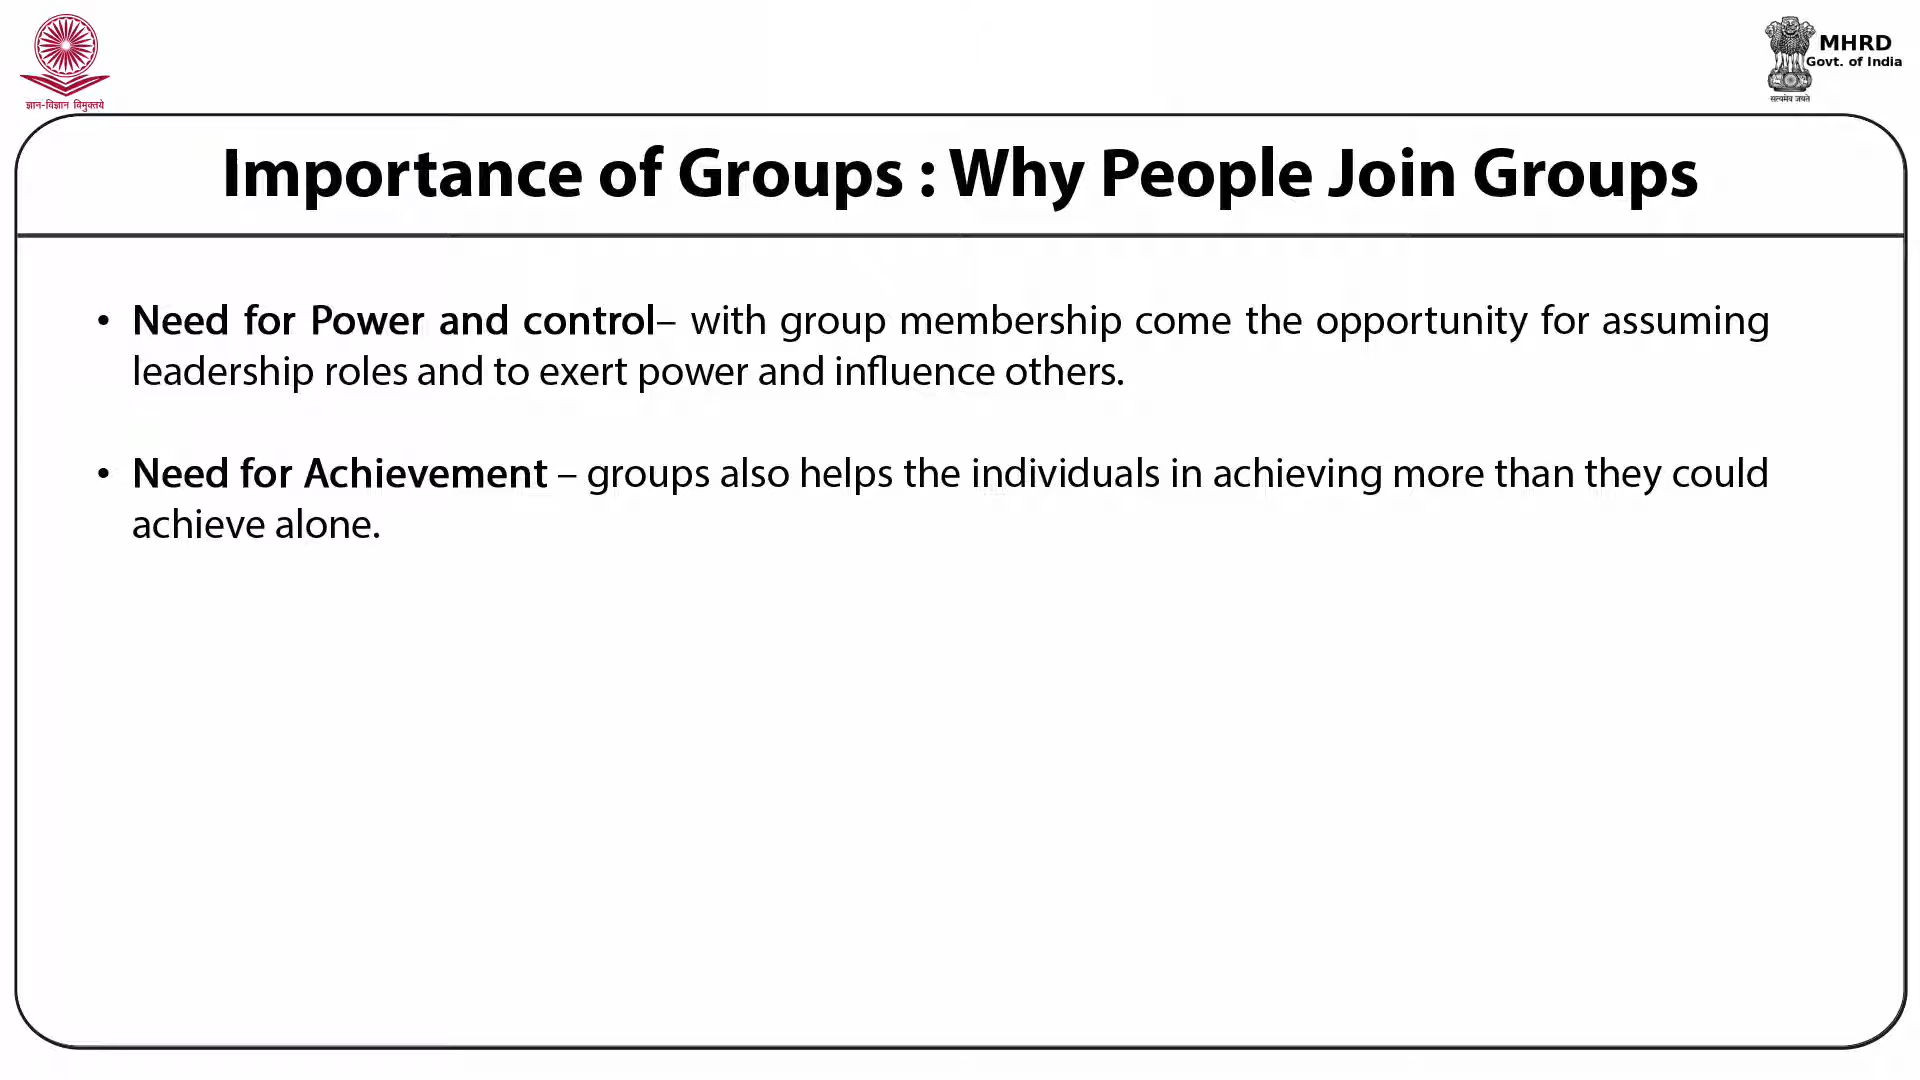 ज्ञान-विज्ञान विमुक्तये
MHRD
Govt. of India
सत्यमेव जयते
Importance of Groups : Why People Join Groups
• Need for Power and control– with group membership come the opportunity for assuming
leadership roles and to exert power and influence others.
• Need for Achievement – groups also helps the individuals in achieving more than they could
achieve alone.